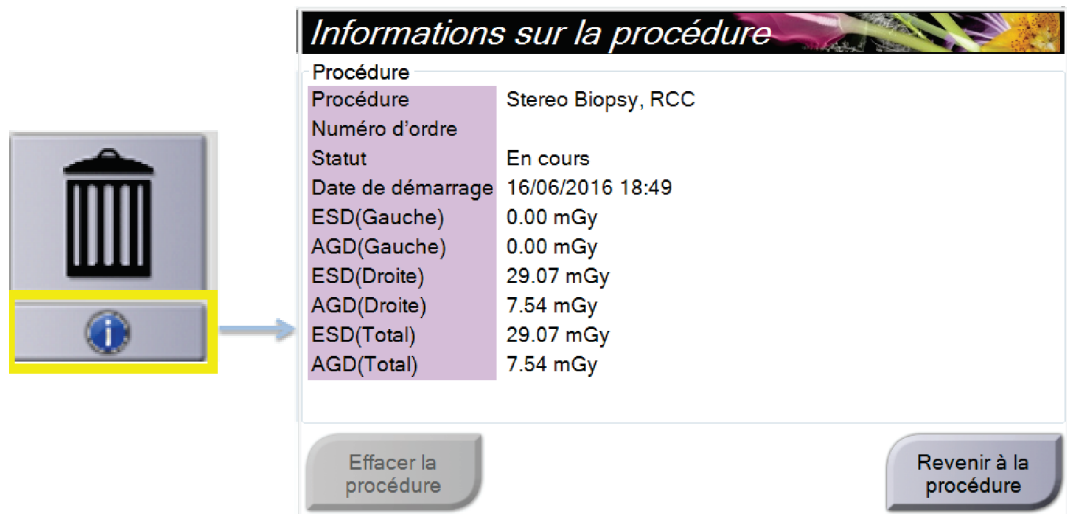 Informations sur la procédure
Procédure
Procédure Stereo Biopsy, RCC
Numéro d'ordre
Statut En cours
Date de démarrage 16/06/2016 18:49
ESD(Gauche) 0.00 mGy
AGD(Gauche) 0.00 mGy
ESD(Droite) 29.07 mGy
AGD(Droite) 7.54 mGy
ESD(Total) 29.07 mGy
AGD(Total) 7.54 mGy
Effacer la
procédure
Revenir à la
procédure